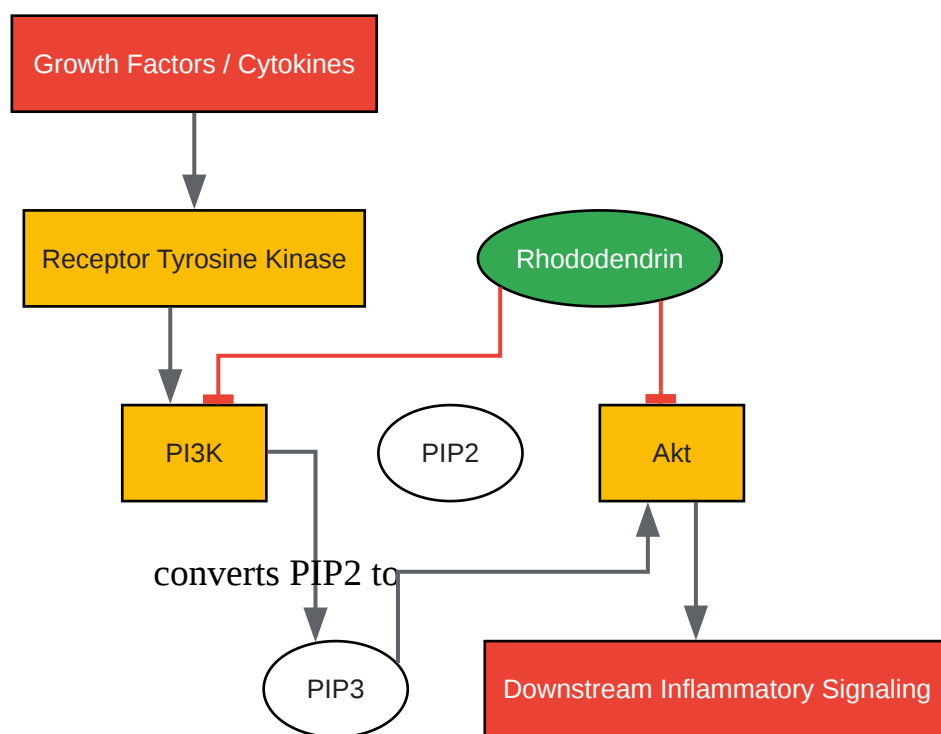 Growth Factors / Cytokines
Receptor Tyrosine Kinase
Rhododendrin
PI3K
PIP2
Akt
converts PIP2 to
PIP3
Downstream Inflammatory Signaling